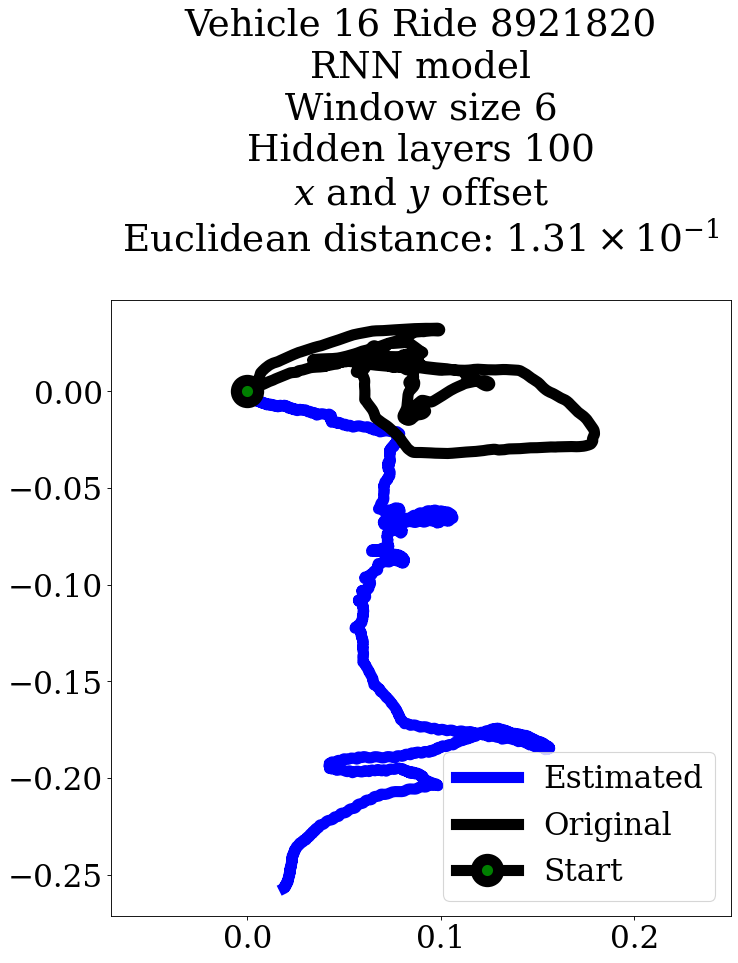 Vehicle 16 Ride 8921820
RNN model
Window size 6
Hidden layers 100
x and y offset
Euclidean distance: 1.31 × 10⁻¹
0.00
−0.05
−0.10
−0.15
−0.20
−0.25
Estimated
Original
Start
0.0 0.1 0.2